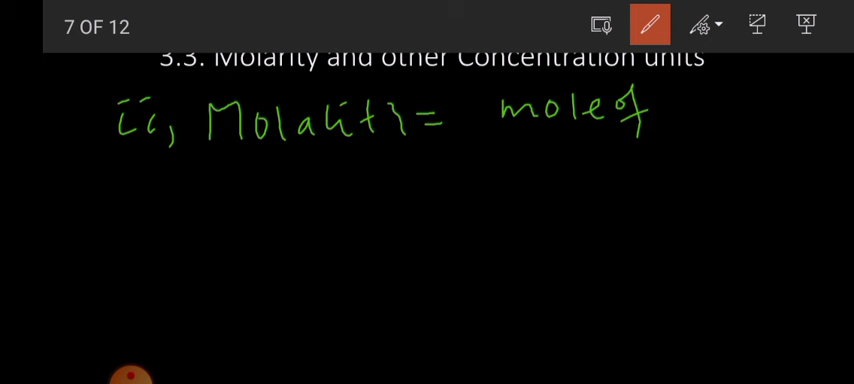 7 OF 12
3.3. Molarity and other Concentration units
ii, Molality = mole of